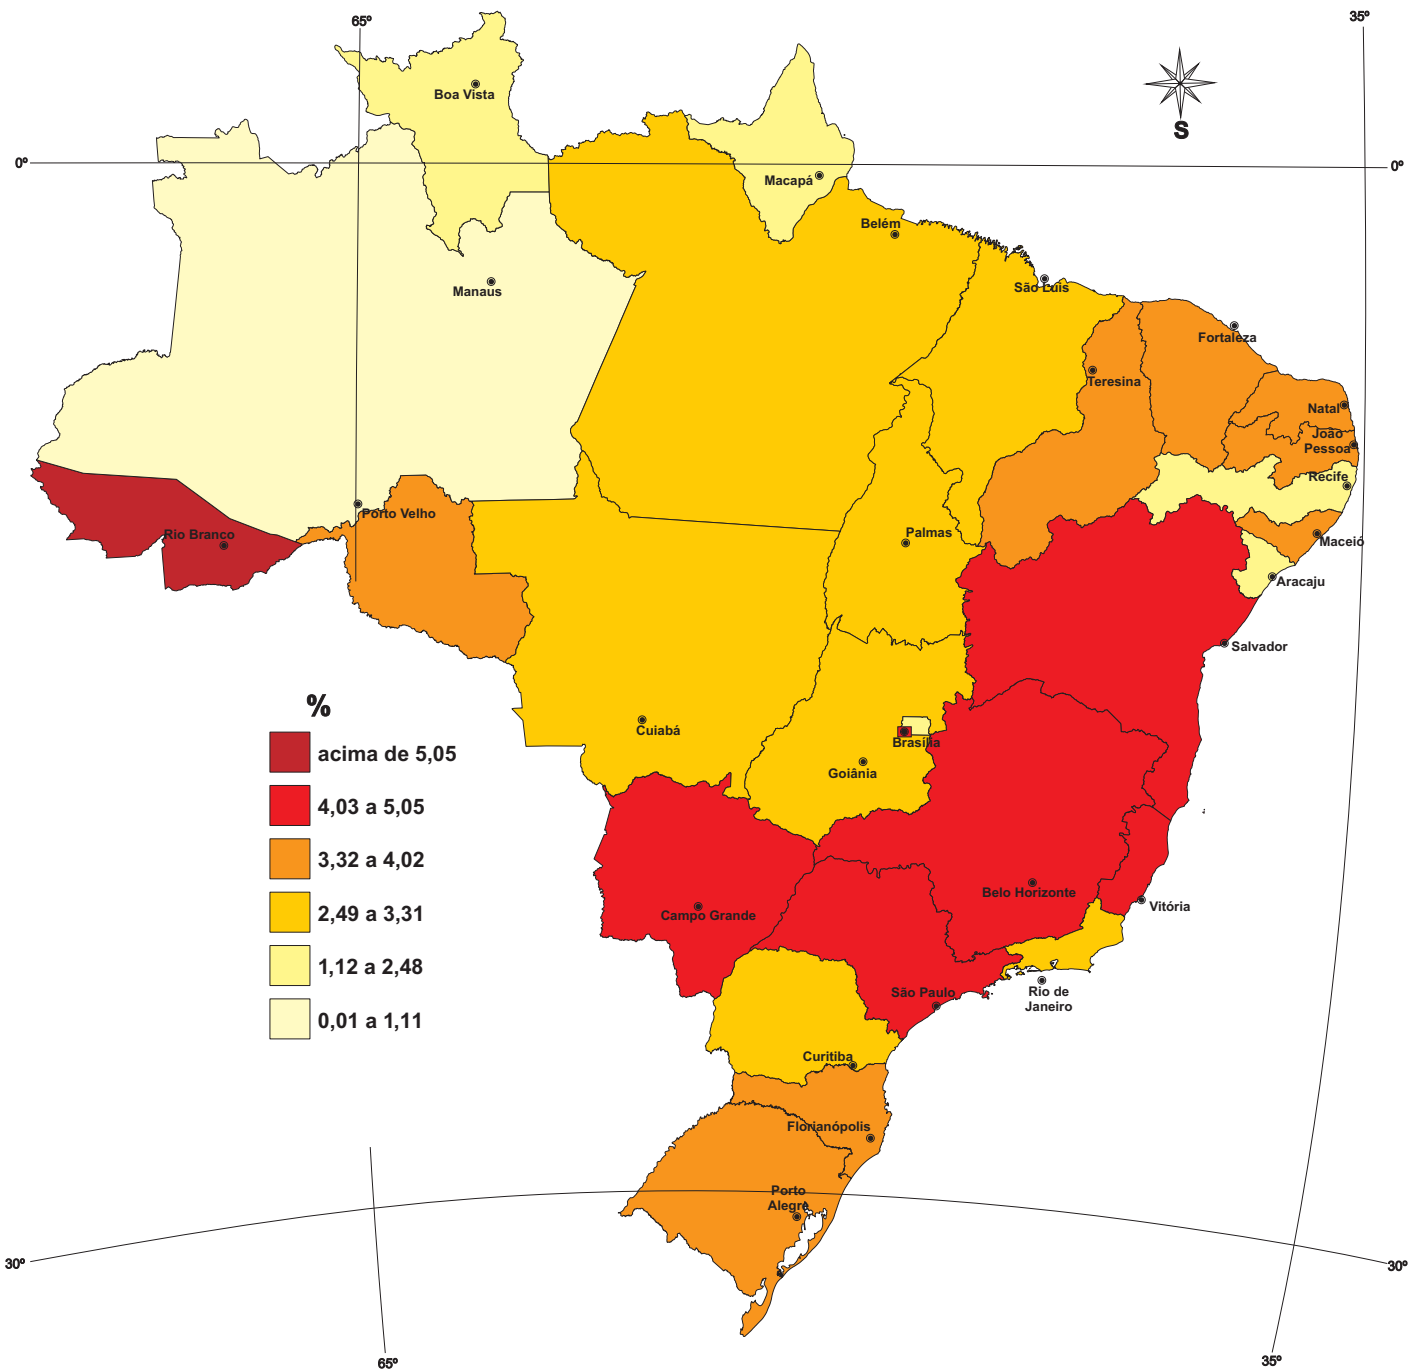 65º
35º
Boa Vista
S
0º
0º
Macapá
Belém
Manaus
São Luís
Fortaleza
Teresina
Natal
João
Pessoa
Recife
Porto Velho
Rio Branco
Palmas
Maceió
Aracaju
Salvador
%
Cuiabá
Brasília
acima de 5,05
Goiânia
4,03 a 5,05
3,32 a 4,02
Belo Horizonte
2,49 a 3,31
Campo Grande
Vitória
1,12 a 2,48
São Paulo
Rio de
Janeiro
0,01 a 1,11
Curitiba
Florianópolis
Porto
Alegre
30º
30º
65º
35º